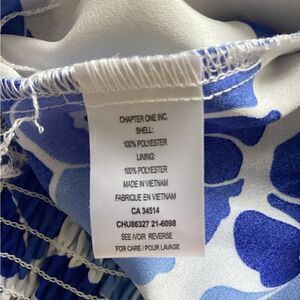 CHAPTER ONE INC.
SHELL:
100% POLYESTER
LINING:
100% POLYESTER
MADE IN VIETNAM
FABRIQUE EN VIETNAM
CA 34514
CHU86327 21-6098
SEE /VOIR REVERSE
FOR CARE / POUR LAVAGE